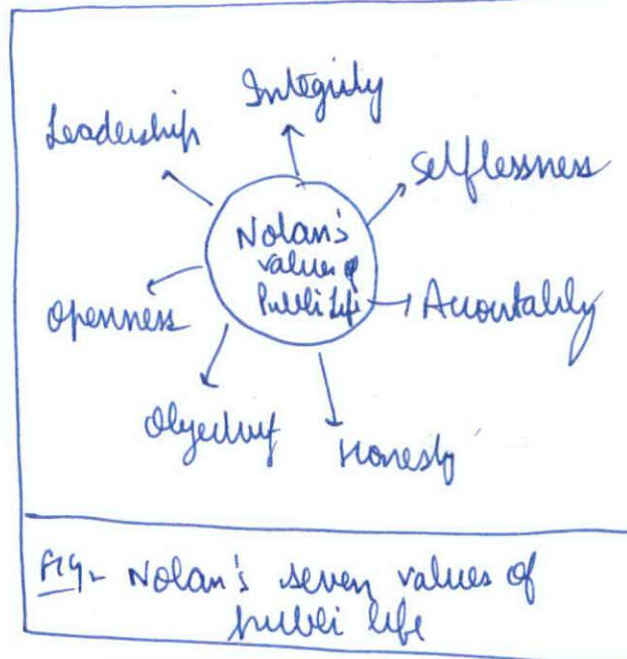 Integrity
Leadership
Selflessness
Nolan's
values of
Public Life
Openness
Accountability
Objectivity
Honesty
Fig- Nolan's seven values of
public life